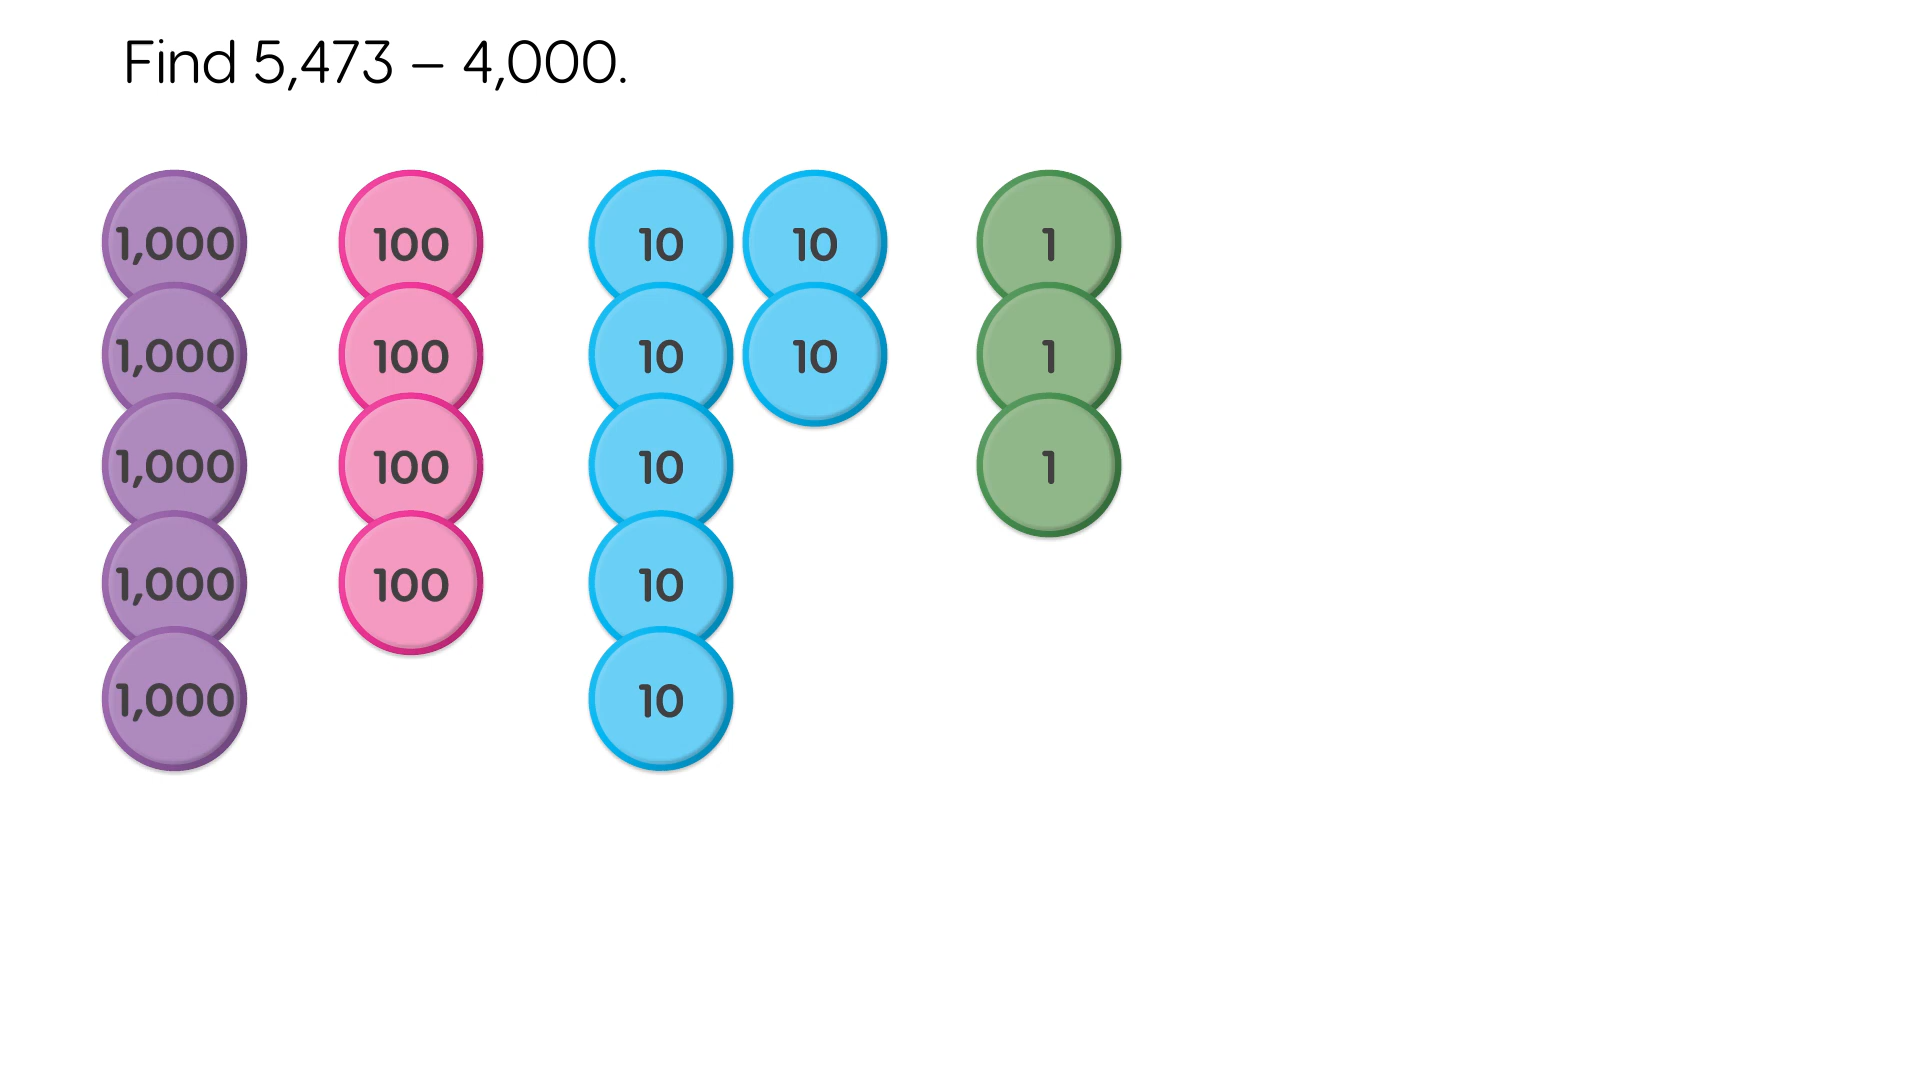 Find 5,473 – 4,000.
1,000 100 10 10 1
1,000 100 10 10 1
1,000 100 10 1
1,000 100 10
1,000 10